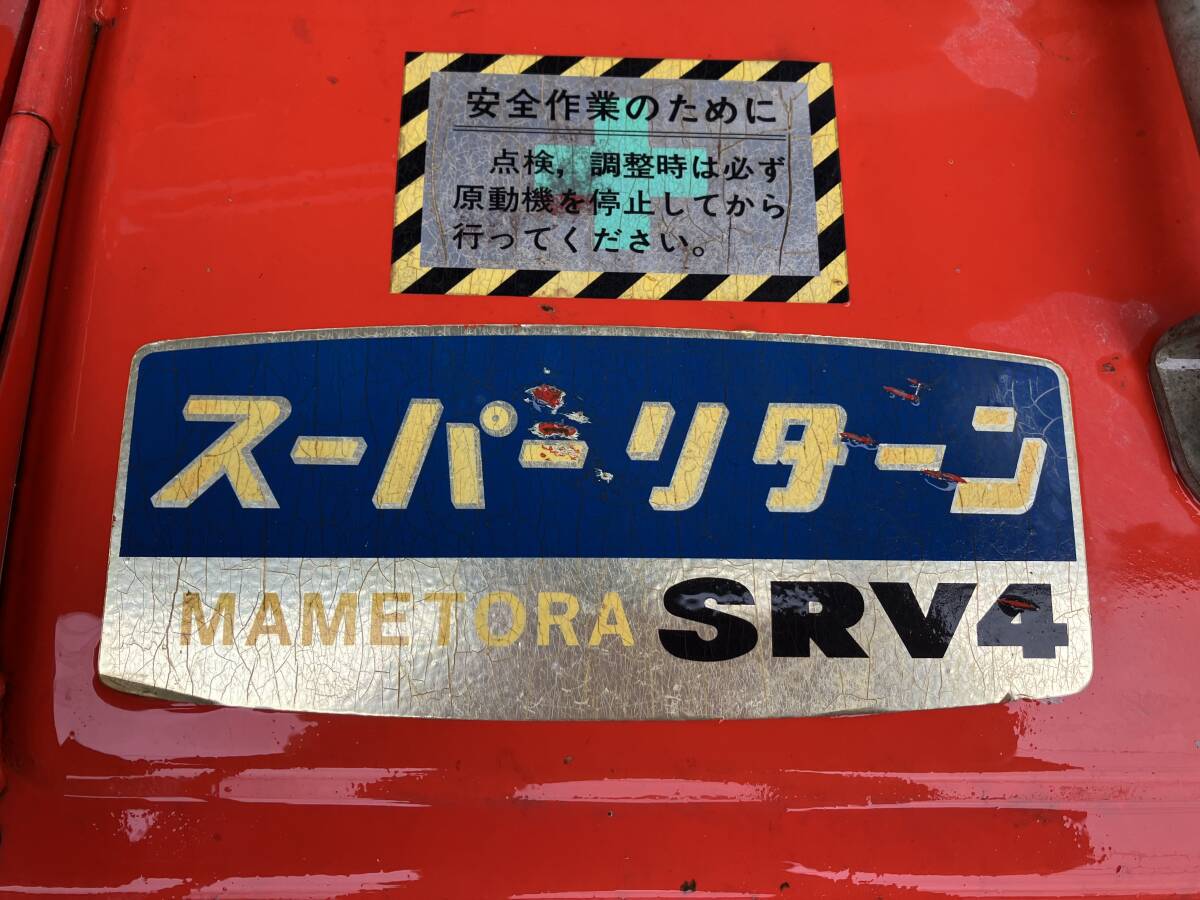 安全作業のために
点検,調整時は必ず
原動機を停止してから
行ってください。
スーパーリターン
MAMETORA SRV4